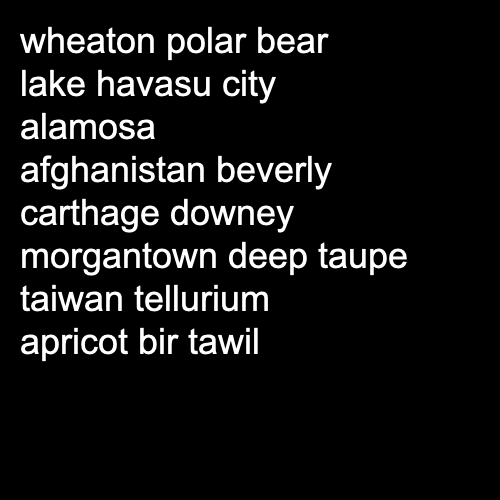 wheaton polar bear
lake havasu city
alamosa
afghanistan beverly
carthage downey
morgantown deep taupe
taiwan tellurium
apricot bir tawil